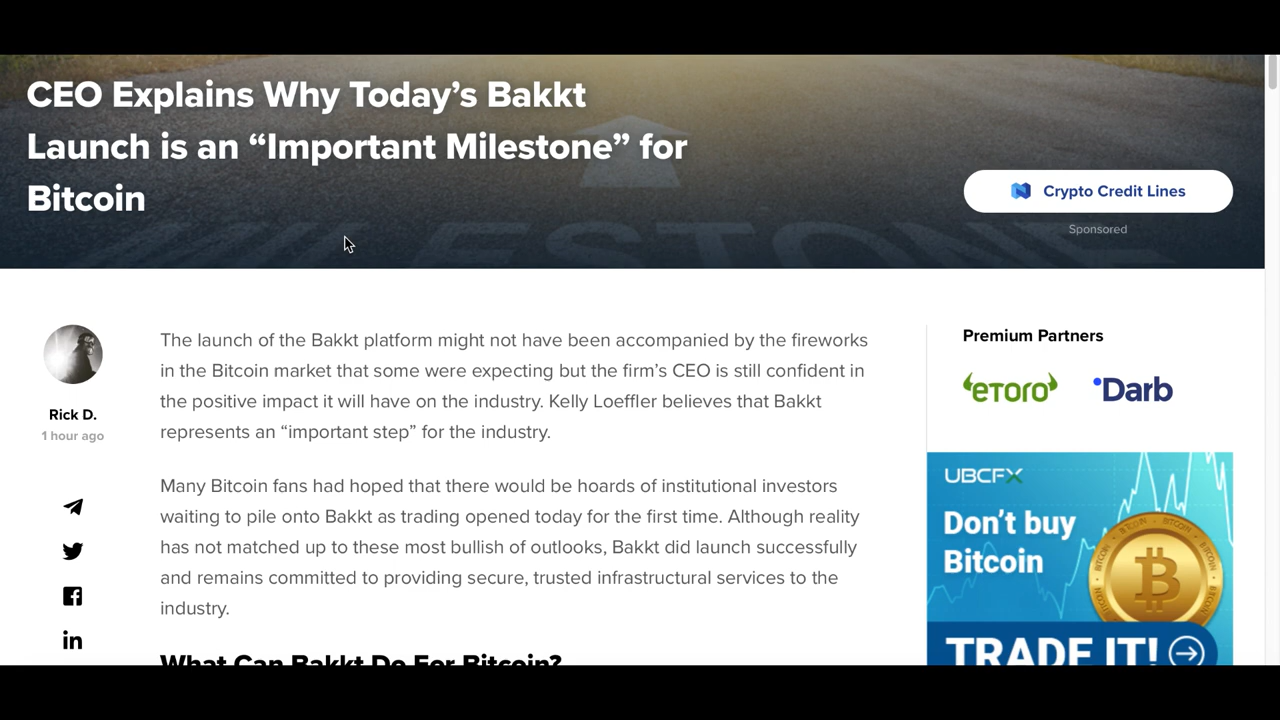 CEO Explains Why Today’s Bakkt
Launch is an “Important Milestone” for
Bitcoin
MILESTONE
Crypto Credit Lines
Sponsored
Rick D.
1 hour ago
The launch of the Bakkt platform might not have been accompanied by the fireworks
in the Bitcoin market that some were expecting but the firm’s CEO is still confident in
the positive impact it will have on the industry. Kelly Loeffler believes that Bakkt
represents an “important step” for the industry.
Many Bitcoin fans had hoped that there would be hoards of institutional investors
waiting to pile onto Bakkt as trading opened today for the first time. Although reality
has not matched up to these most bullish of outlooks, Bakkt did launch successfully
and remains committed to providing secure, trusted infrastructural services to the
industry.
What Can Bakkt Do For Bitcoin?
Premium Partners
eToro
Darb
UBCFX
Don’t buy
Bitcoin
TRADE IT!